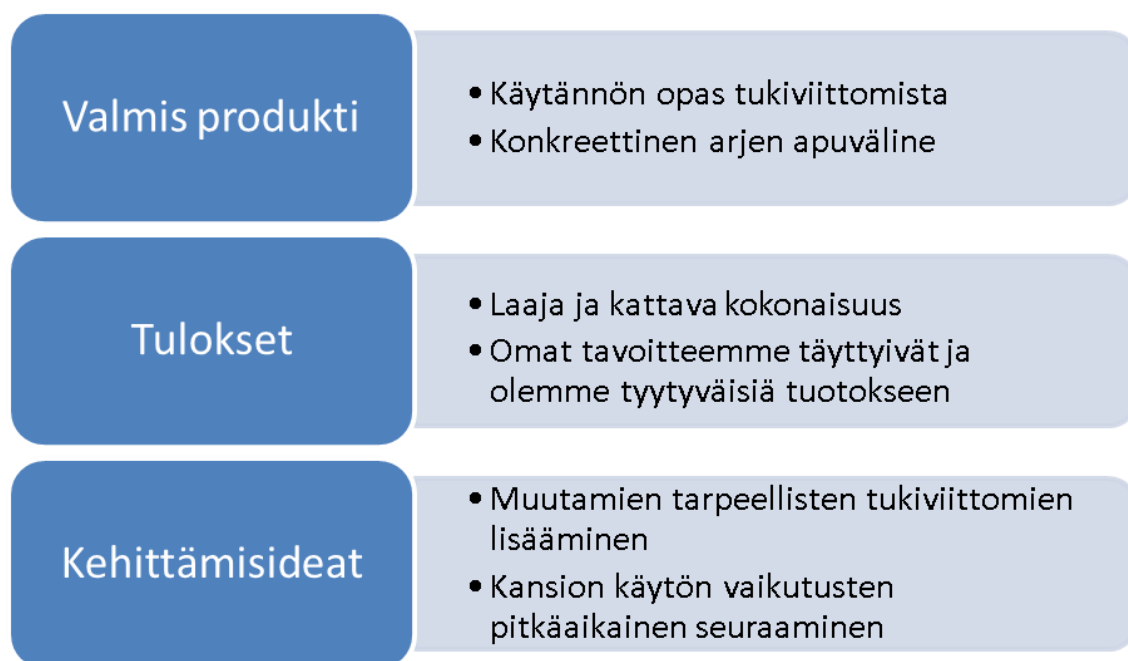 Valmis produkti
• Käytännön opas tukiviittomista
• Konkreettinen arjen apuväline
Tulokset
• Laaja ja kattava kokonaisuus
• Omat tavoitteemme täyttyivät ja
olemme tyytyväisiä tuotokseen
Kehittämisideat
• Muutamien tarpeellisten tukiviittomien
lisääminen
• Kansion käytön vaikutusten
pitkäaikainen seuraaminen